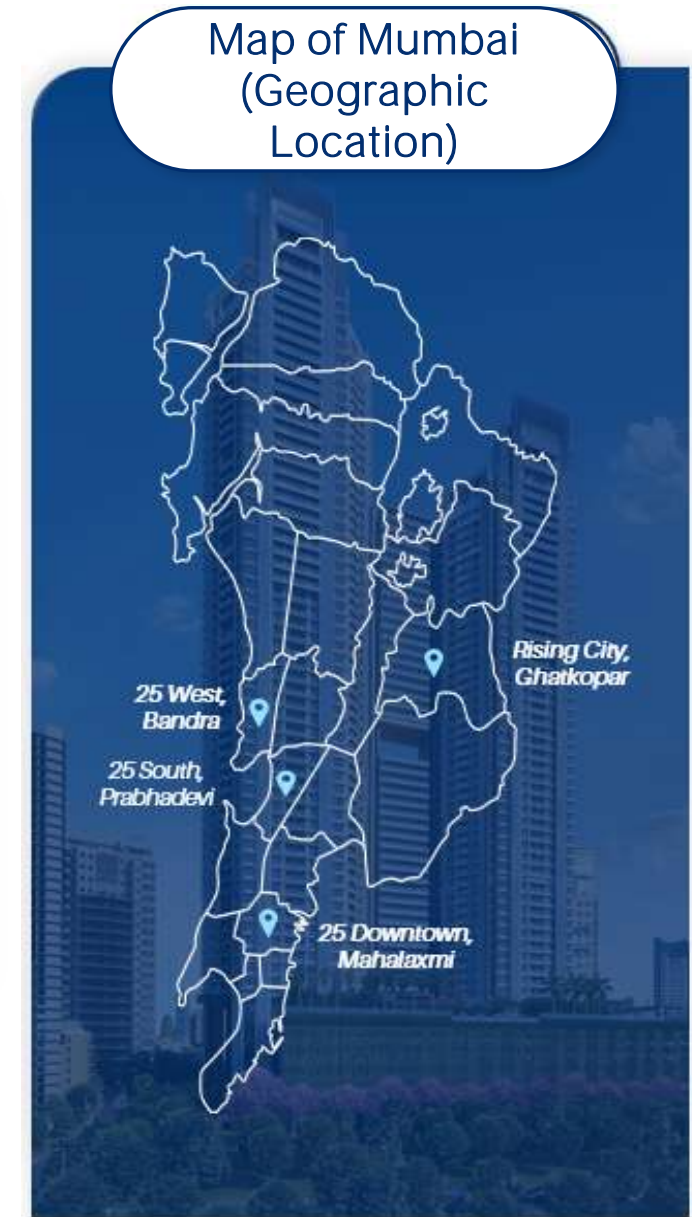 Map of Mumbai
(Geographic
Location)
Rising City,
Ghatkopar
25 West,
Bandra
25 South,
Prabhadevi
25 Downtown,
Mahalaxmi